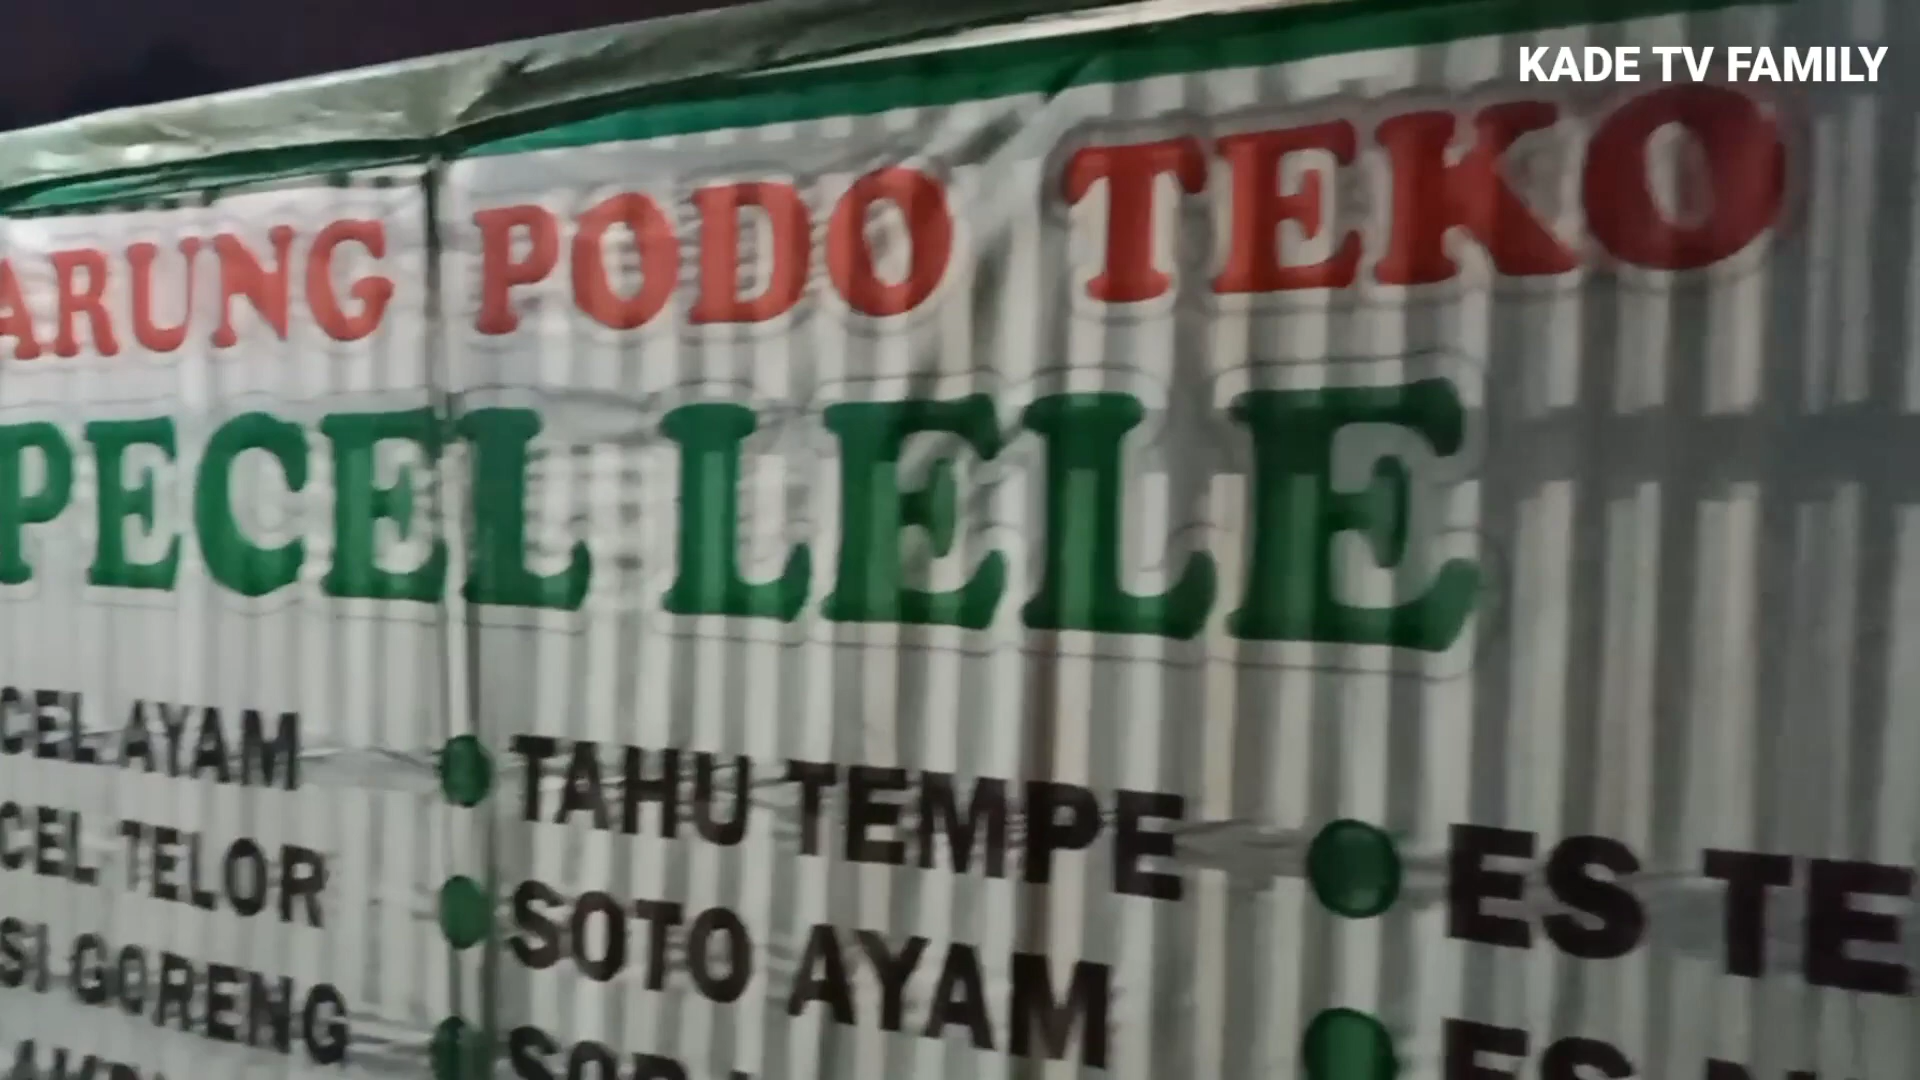 KADE TV FAMILY
ARUNG PODO TEKO
PECEL LELE
CEL AYAM
CEL TELOR
SI GORENG
TAHU TEMPE
SOTO AYAM
ES TE